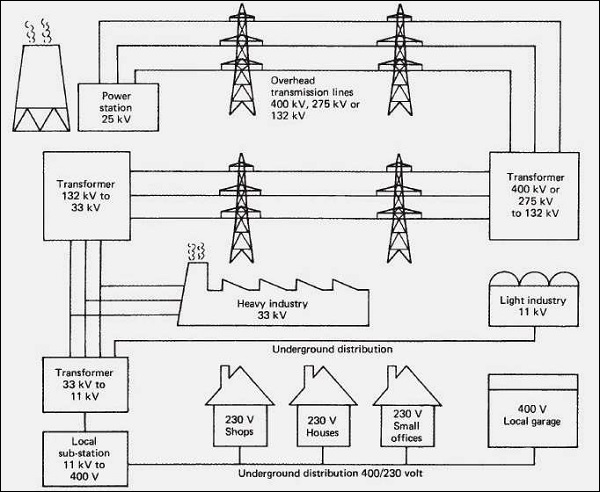 Power
station
25 kV
Overhead
transmission lines
400 kV, 275 kV or
132 kV
Transformer
132 kV to
33 kV
Transformer
400 kV or
275 kV
to 132 kV
Heavy industry
33 kV
Light industry
11 kV
Underground distribution
Transformer
33 kV to
11 kV
230 V
Shops
230 V
Houses
230 V
Small
offices
400 V
Local garage
Local
sub-station
11 kV to
400 V
Underground distribution 400/230 volt